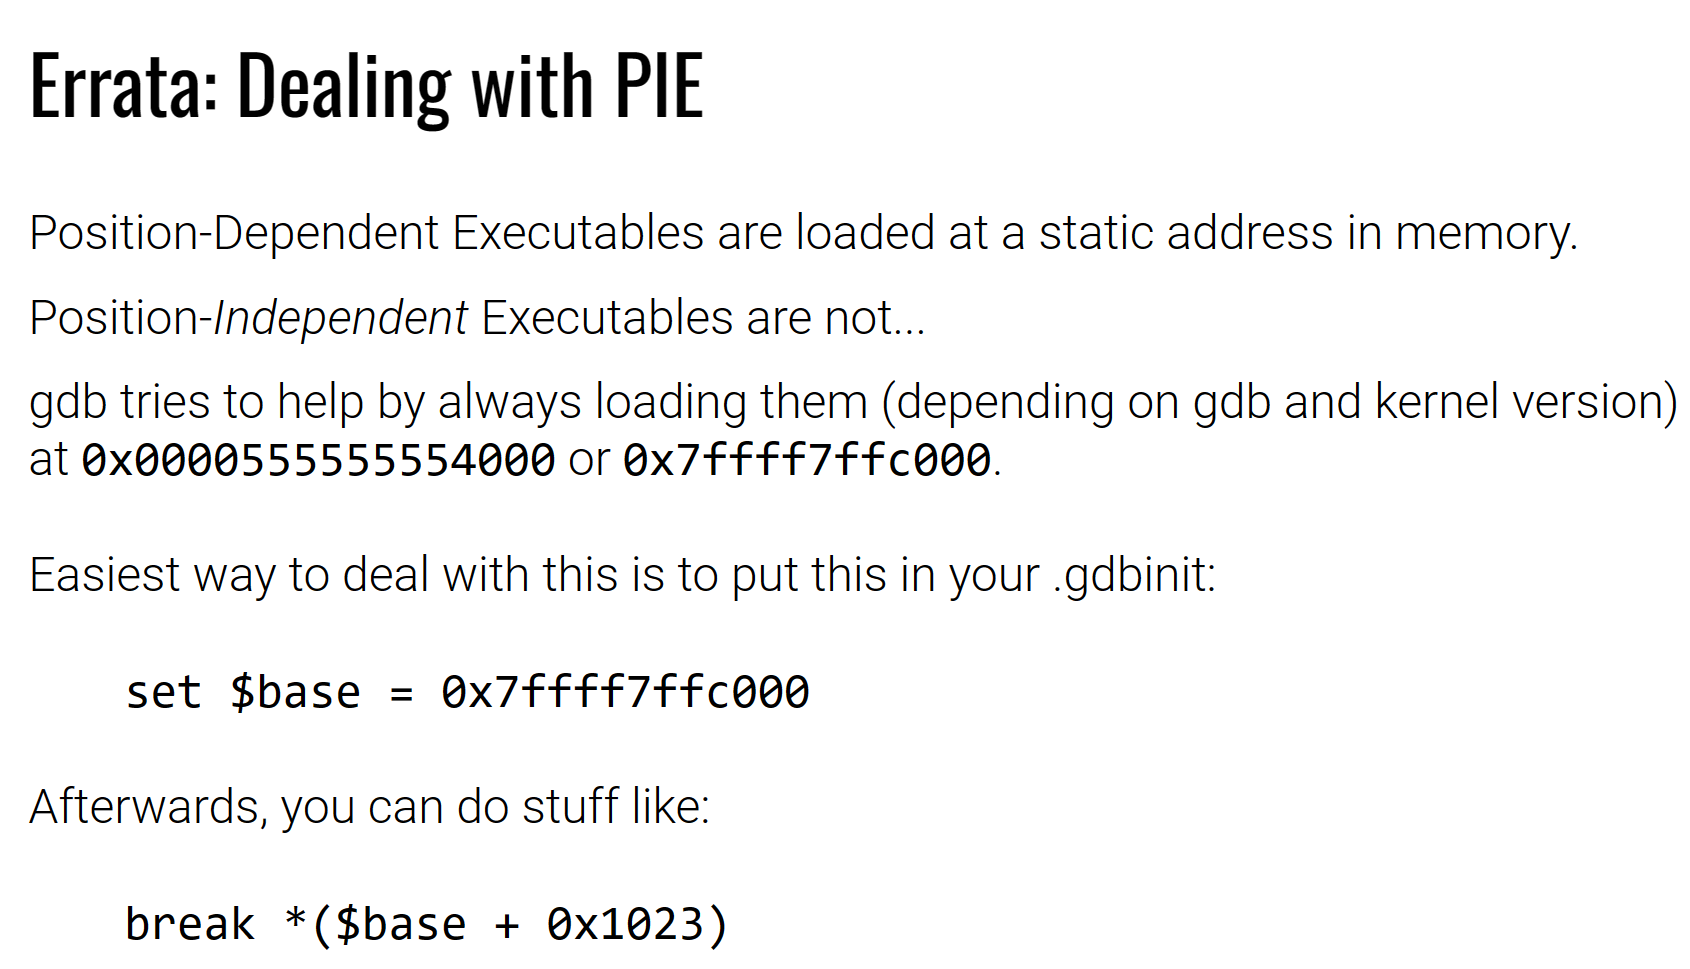 Errata: Dealing with PIE
Position-Dependent Executables are loaded at a static address in memory.
Position-Independent Executables are not...
gdb tries to help by always loading them (depending on gdb and kernel version)
at 0x0000555555554000 or 0x7ffff7ffc000.
Easiest way to deal with this is to put this in your .gdbinit:
set $base = 0x7ffff7ffc000
Afterwards, you can do stuff like:
break *($base + 0x1023)